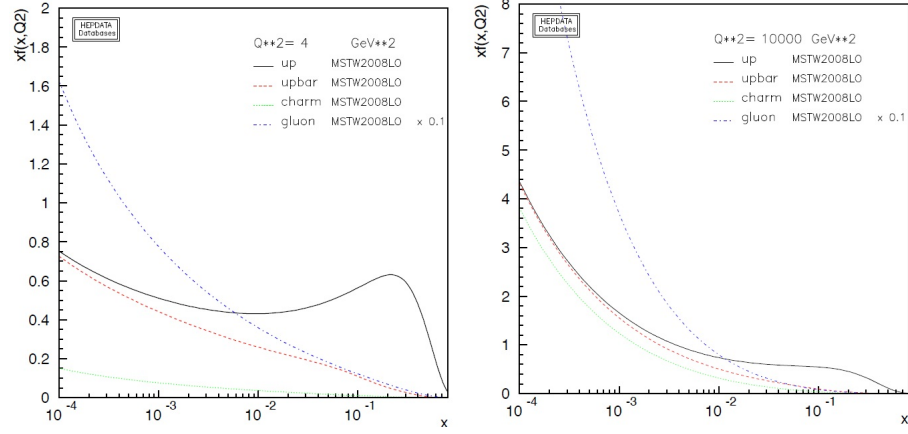 HEPDATA
Databases
Q**2= 4 GeV**2
up MSTW2008LO
upbar MSTW2008LO
charm MSTW2008LO
gluon MSTW2008LO x 0.1
xf(x,Q2)
2
1.8
1.6
1.4
1.2
1
0.8
0.6
0.4
0.2
0
10^-4
10^-3
10^-2
10^-1
x
HEPDATA
Databases
Q**2= 10000 GeV**2
up MSTW2008LO
upbar MSTW2008LO
charm MSTW2008LO
gluon MSTW2008LO x 0.1
xf(x,Q2)
8
7
6
5
4
3
2
1
0
10^-4
10^-3
10^-2
10^-1
x